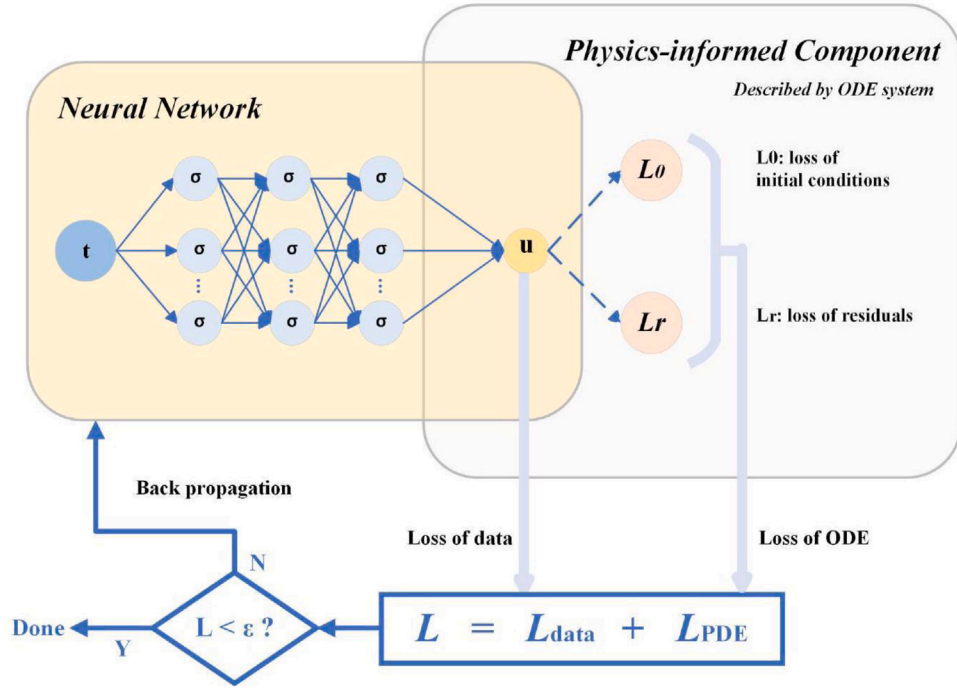 Physics-informed Component
Described by ODE system
Neural Network
σ σ σ
L0
L0: loss of
initial conditions
t
σ σ σ
u
σ σ σ
Lr
Lr: loss of residuals
Back propagation
Loss of data
Loss of ODE
N
Done
Y
L < ε ?
L = Ldata + LPDE